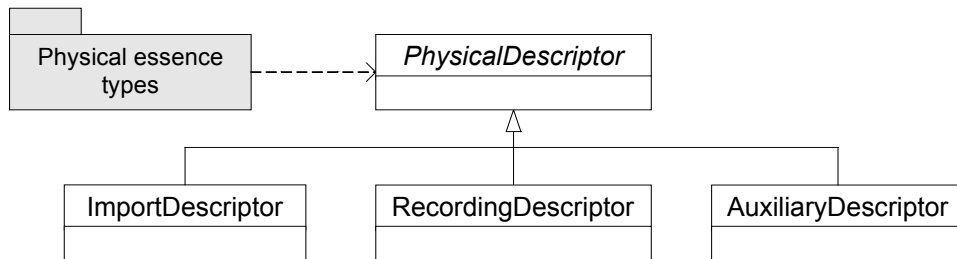 Physical essence
types
PhysicalDescriptor
ImportDescriptor
RecordingDescriptor
AuxiliaryDescriptor